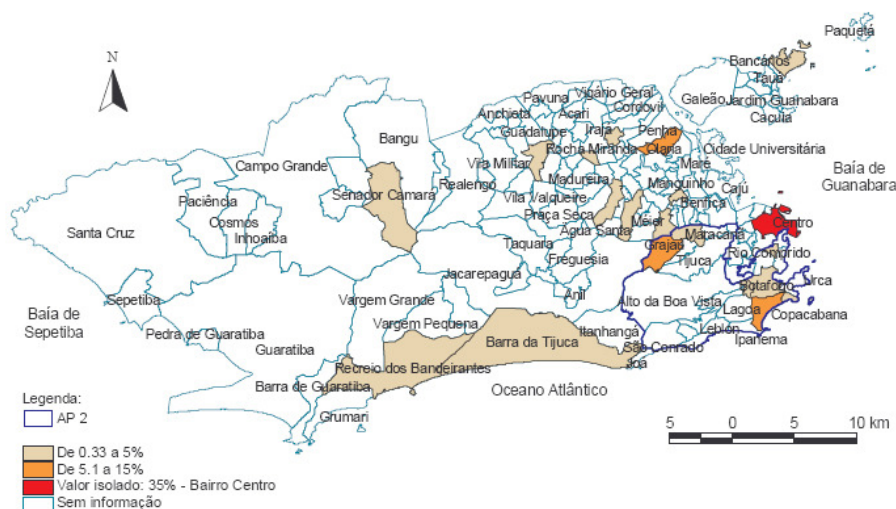 Paquetá
N
Bancários
Tauá
Vigário Geral
Pavuna
Cordovil
Galeão
Jardim Guanabara
Anchieta
Acari
Cacuia
Guadalupe
Irajá
Penha
Bangu
Rocha Miranda
Olaria
Cidade Universitária
Vila Militar
Maré
Campo Grande
Baía de
Guanabara
Realengo
Madureira
Manguinho
Senador Camara
Caju
Paciência
Vila Valqueire
Benfica
Praça Seca
Méier
Centro
Cosmos
Água Santa
Maracanã
Santa Cruz
Inhoaíba
Taquara
Grajaú
Rio Comprido
Freguesia
Tijuca
Jacarepaguá
Urca
Botafogo
Sepetiba
Anil
Vargem Grande
Alto da Boa Vista
Lagoa
Copacabana
Baía de
Sepetiba
Vargem Pequena
Leblon
Pedra de Guaratiba
Itanhangá
Ipanema
Barra da Tijuca
São Conrado
Guaratiba
Joa
Recreio dos Bandeirantes
Barra de Guaratiba
Oceano Atlântico
Legenda:
Grumari
AP 2
5 0 5 10 km
De 0.33 a 5%
De 5.1 a 15%
Valor isolado: 35% - Bairro Centro
Sem informação